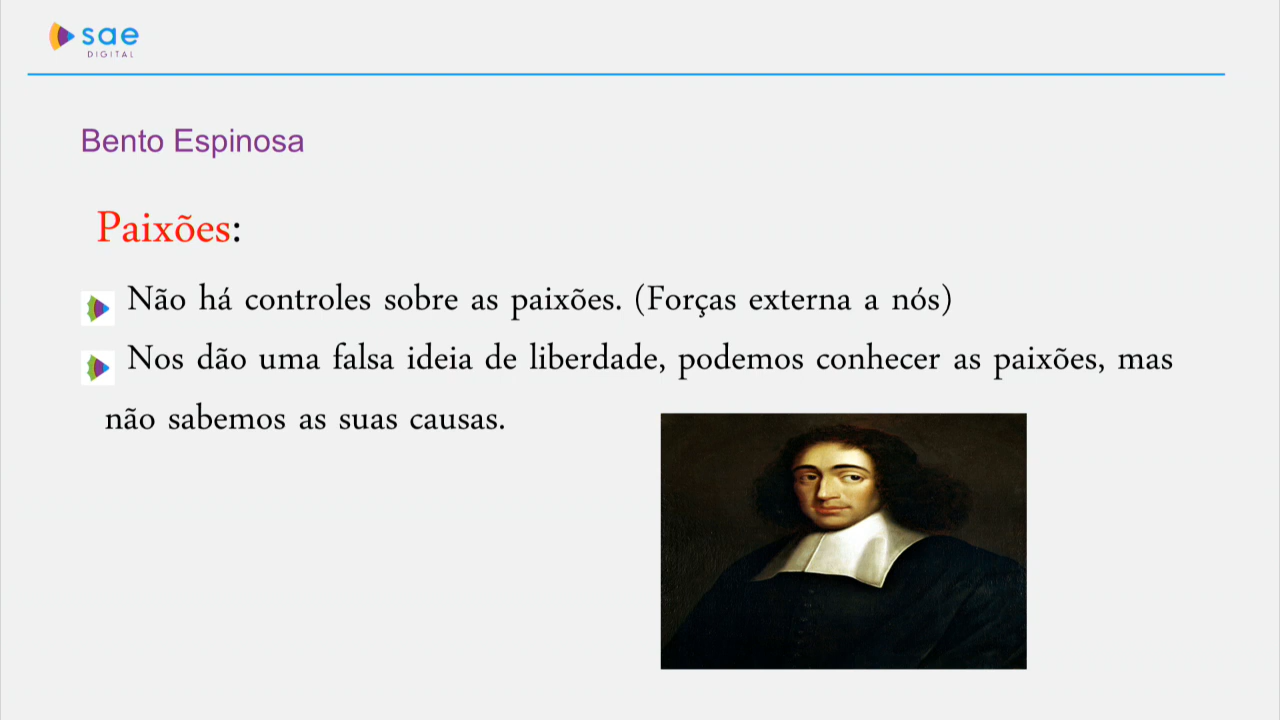 sae
DIGITAL
Bento Espinosa
Paixões:
Não há controles sobre as paixões. (Forças externa a nós)
Nos dão uma falsa ideia de liberdade, podemos conhecer as paixões, mas
não sabemos as suas causas.